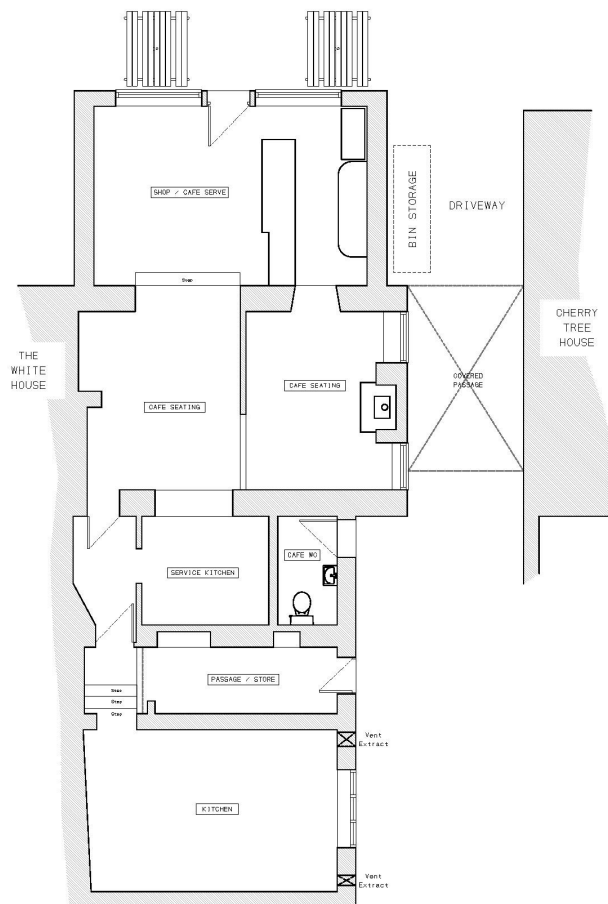 SHOP / CAFE SERVE
BIN STORAGE
DRIVEWAY
Step
THE
WHITE
HOUSE
CHERRY
TREE
HOUSE
COVERED
PASSAGE
CAFE SEATING
CAFE SEATING
SERVICE KITCHEN
CAFE WC
PASSAGE / STORE
Step
Step
Step
Vent
Extract
KITCHEN
Vent
Extract